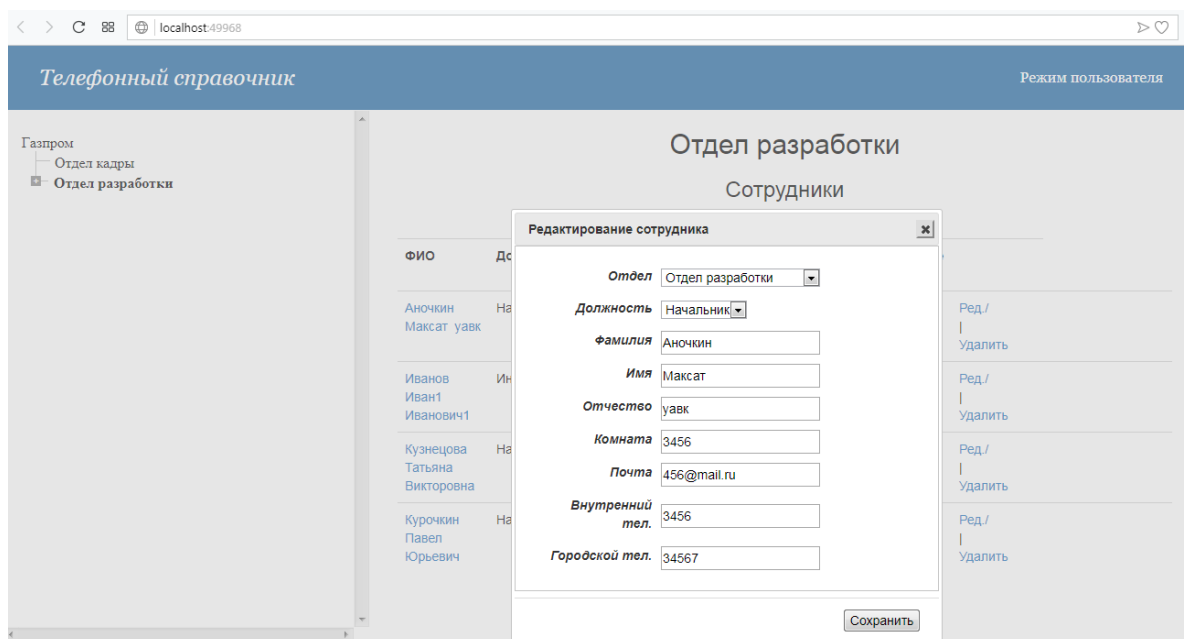 localhost:49968
Телефонный справочник
Режим пользователя
Газпром
Отдел кадры
Отдел разработки
Отдел разработки
Сотрудники
Редактирование сотрудника
ФИО
Отдел Отдел разработки
Должность Начальник
Фамилия Аночкин
Имя Максат
Отчество уавк
Комната 3456
Почта 456@mail.ru
Внутренний
тел. 3456
Городской тел. 34567
Сохранить
Аночкин
Максат уавк
Ред./
|
Удалить
Иванов
Иван1
Иванович1
Ред./
|
Удалить
Кузнецова
Татьяна
Викторовна
Ред./
|
Удалить
Курочкин
Павел
Юрьевич
Ред./
|
Удалить